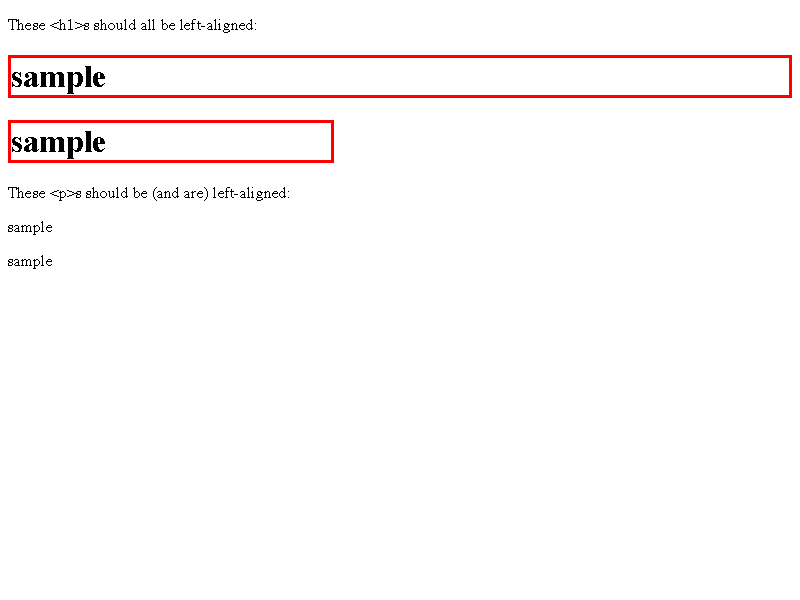 These <h1>s should all be left-aligned:
sample
sample
These <p>s should be (and are) left-aligned:
sample
sample